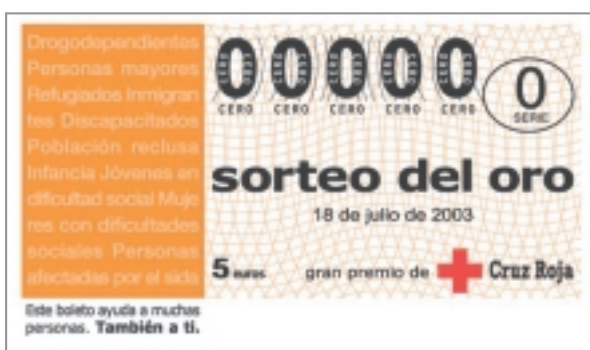 Drogodependientes
Personas mayores
Refugiados Inmigran
tes Discapacitados
Población reclusa
Infancia Jóvenes en
dificultad social Muje
res con dificultades
sociales Personas
afectadas por el sida
Este boleto ayuda a muchas
personas. También a ti.
00000
CERO CERO CERO CERO CERO
0
SERIE
sorteo del oro
18 de julio de 2003
5 euros gran premio de Cruz Roja